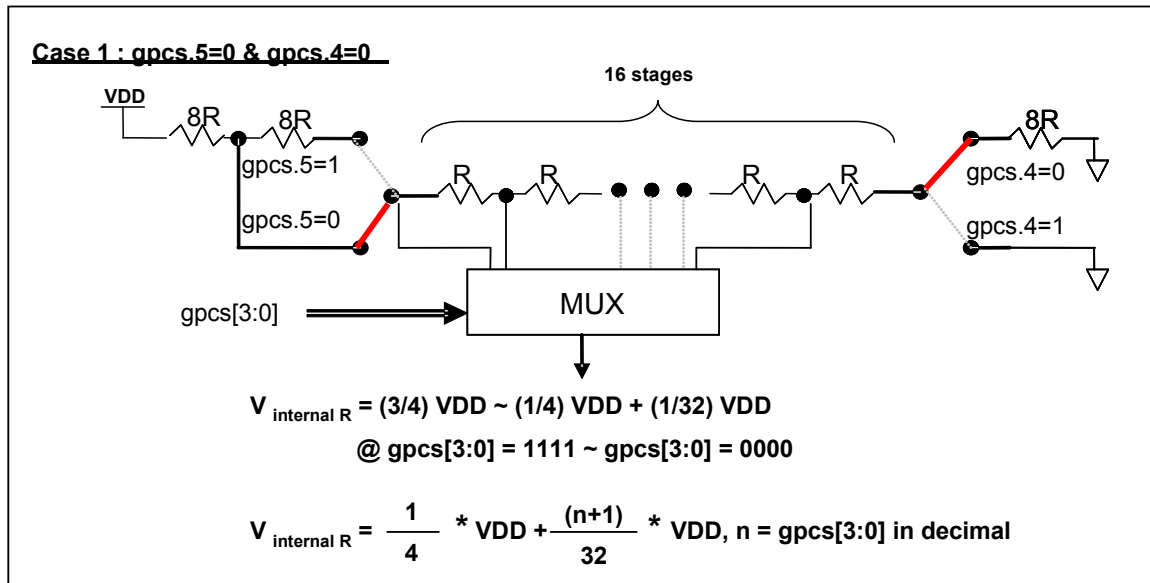 Case 1 : gpcs.5=0 & gpcs.4=0
16 stages
VDD
8R
8R
8R
gpcs.5=1
gpcs.4=0
R
R
R
R
gpcs.5=0
gpcs.4=1
gpcs[3:0]
MUX
V internal R = (3/4) VDD ~ (1/4) VDD + (1/32) VDD
@ gpcs[3:0] = 1111 ~ gpcs[3:0] = 0000
V internal R = 1/4 * VDD + (n+1)/32 * VDD, n = gpcs[3:0] in decimal